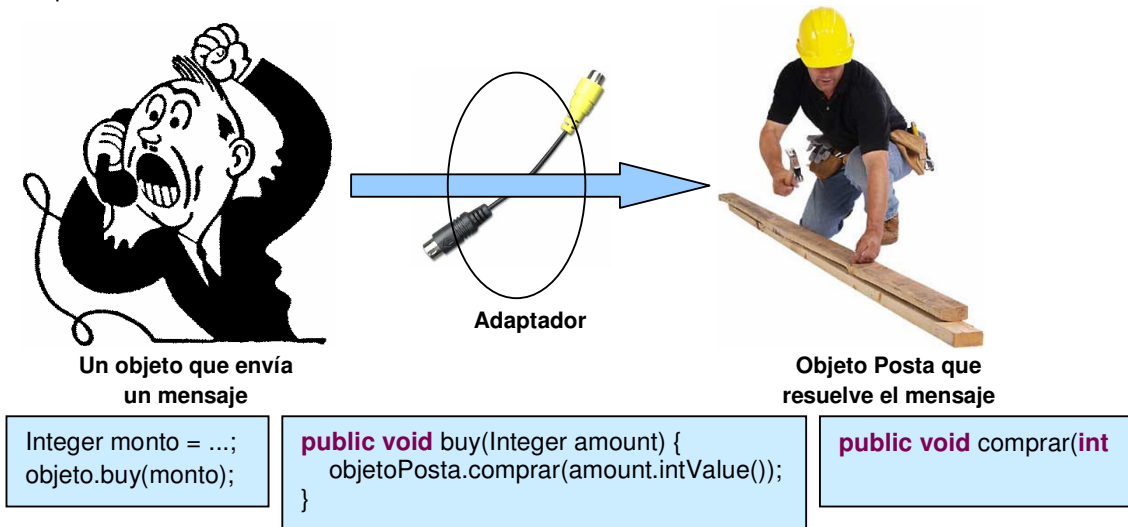 Adaptador
Un objeto que envía
un mensaje
Objeto Posta que
resuelve el mensaje
Integer monto = ...;
objeto.buy(monto);
public void buy(Integer amount) {
objetoPosta.comprar(amount.intValue());
}
public void comprar(int